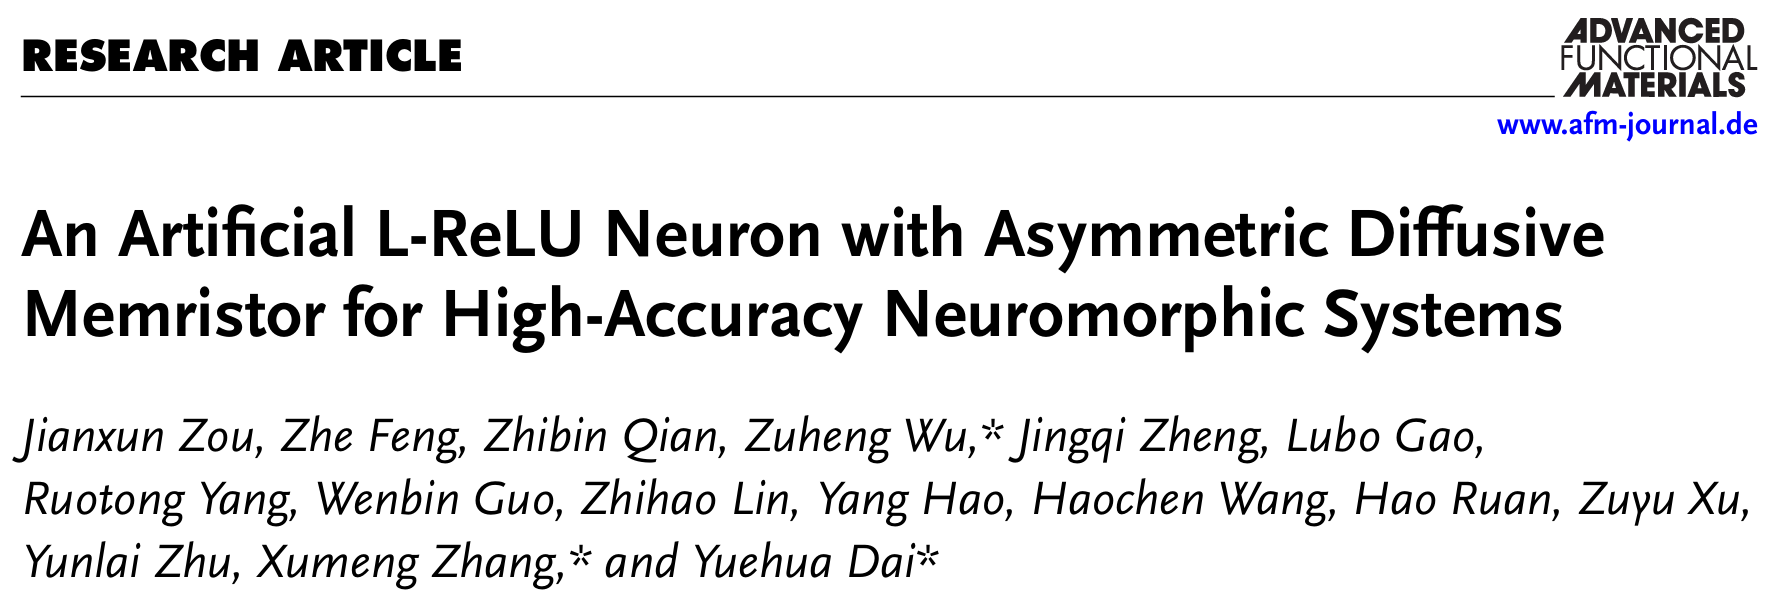 RESEARCH ARTICLE
ADVANCED
FUNCTIONAL
MATERIALS
www.afm-journal.de
An Artificial L-ReLU Neuron with Asymmetric Diffusive
Memristor for High-Accuracy Neuromorphic Systems
Jianxun Zou, Zhe Feng, Zhibin Qian, Zuheng Wu,* Jingqi Zheng, Lubo Gao,
Ruotong Yang, Wenbin Guo, Zhihao Lin, Yang Hao, Haochen Wang, Hao Ruan, Zuyu Xu,
Yunlai Zhu, Xumeng Zhang,* and Yuehua Dai*